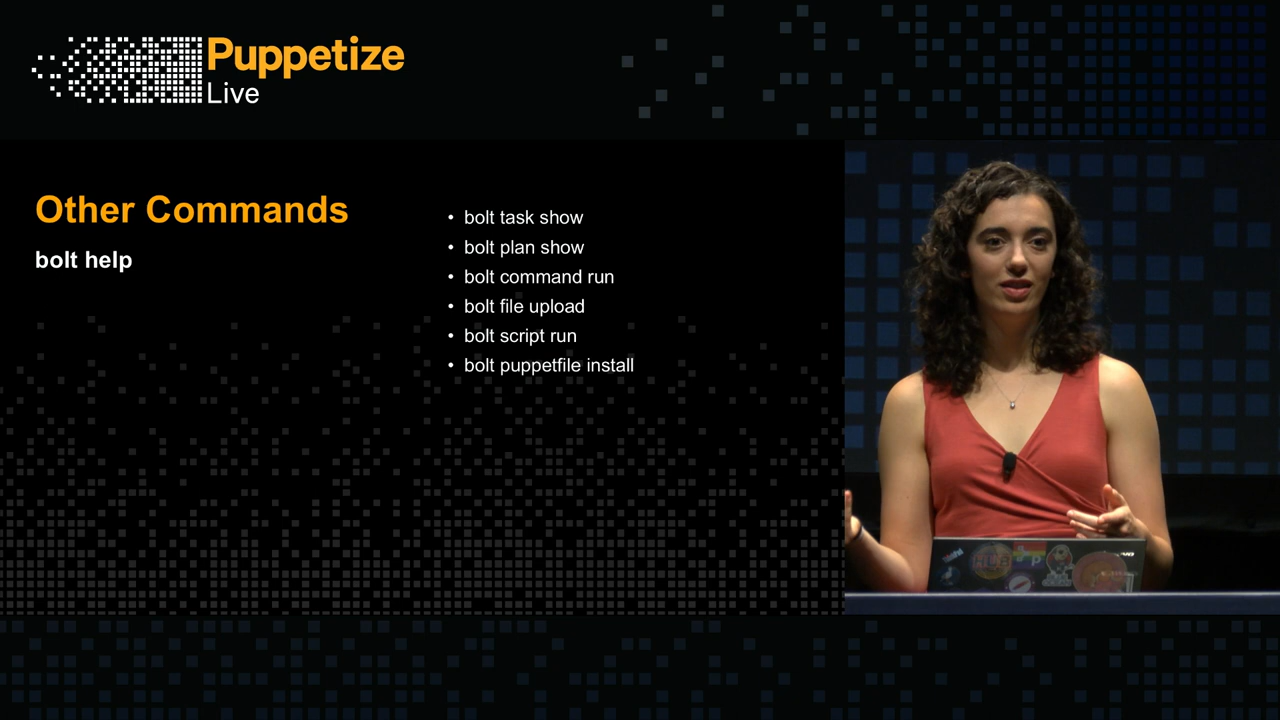 Puppetize
Live
Other Commands
bolt help
• bolt task show
• bolt plan show
• bolt command run
• bolt file upload
• bolt script run
• bolt puppetfile install